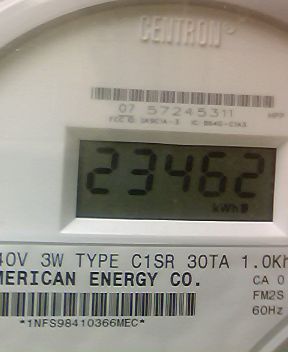 CENTRON®
07 57245311
23462
kWh
40V 3W TYPE C1SR 30TA 1.0Kh
MERICAN ENERGY CO.
CA 0
FM2S
60Hz
*1NFS98410366MEC*